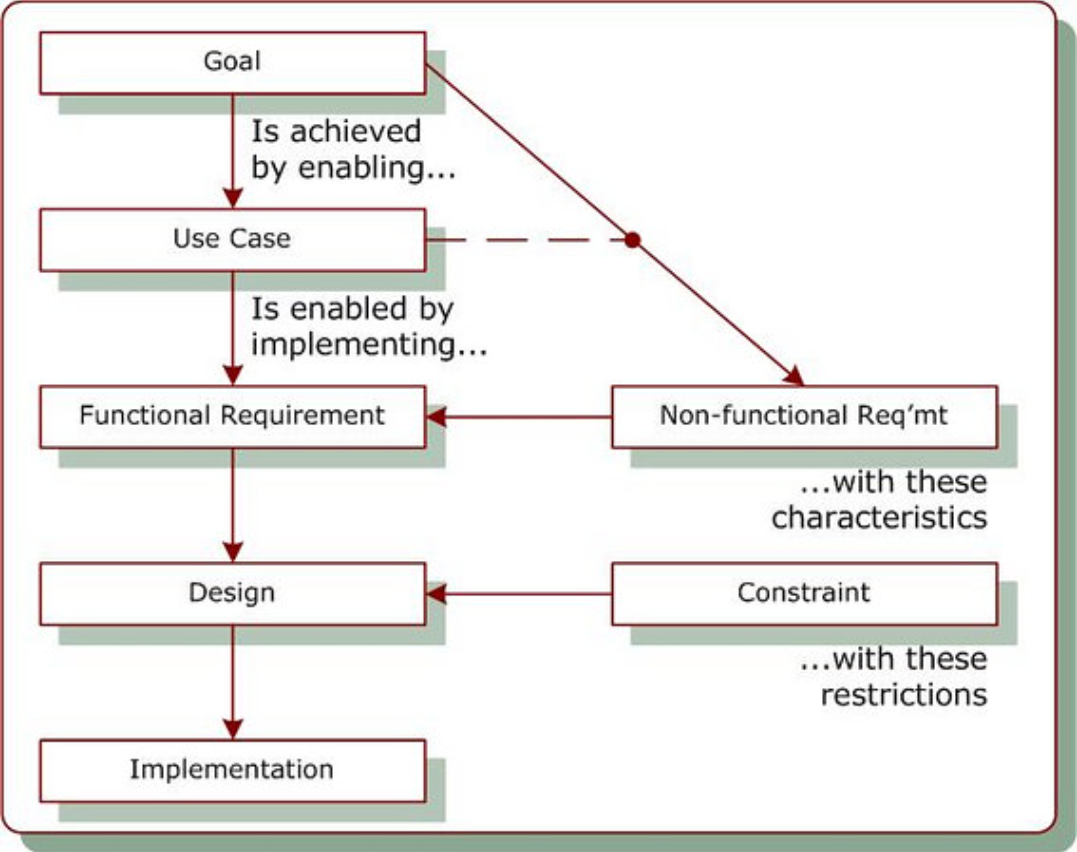 Goal
Is achieved
by enabling...
Use Case
Is enabled by
implementing...
Functional Requirement
Non-functional Req’mt
...with these
characteristics
Design
Constraint
...with these
restrictions
Implementation